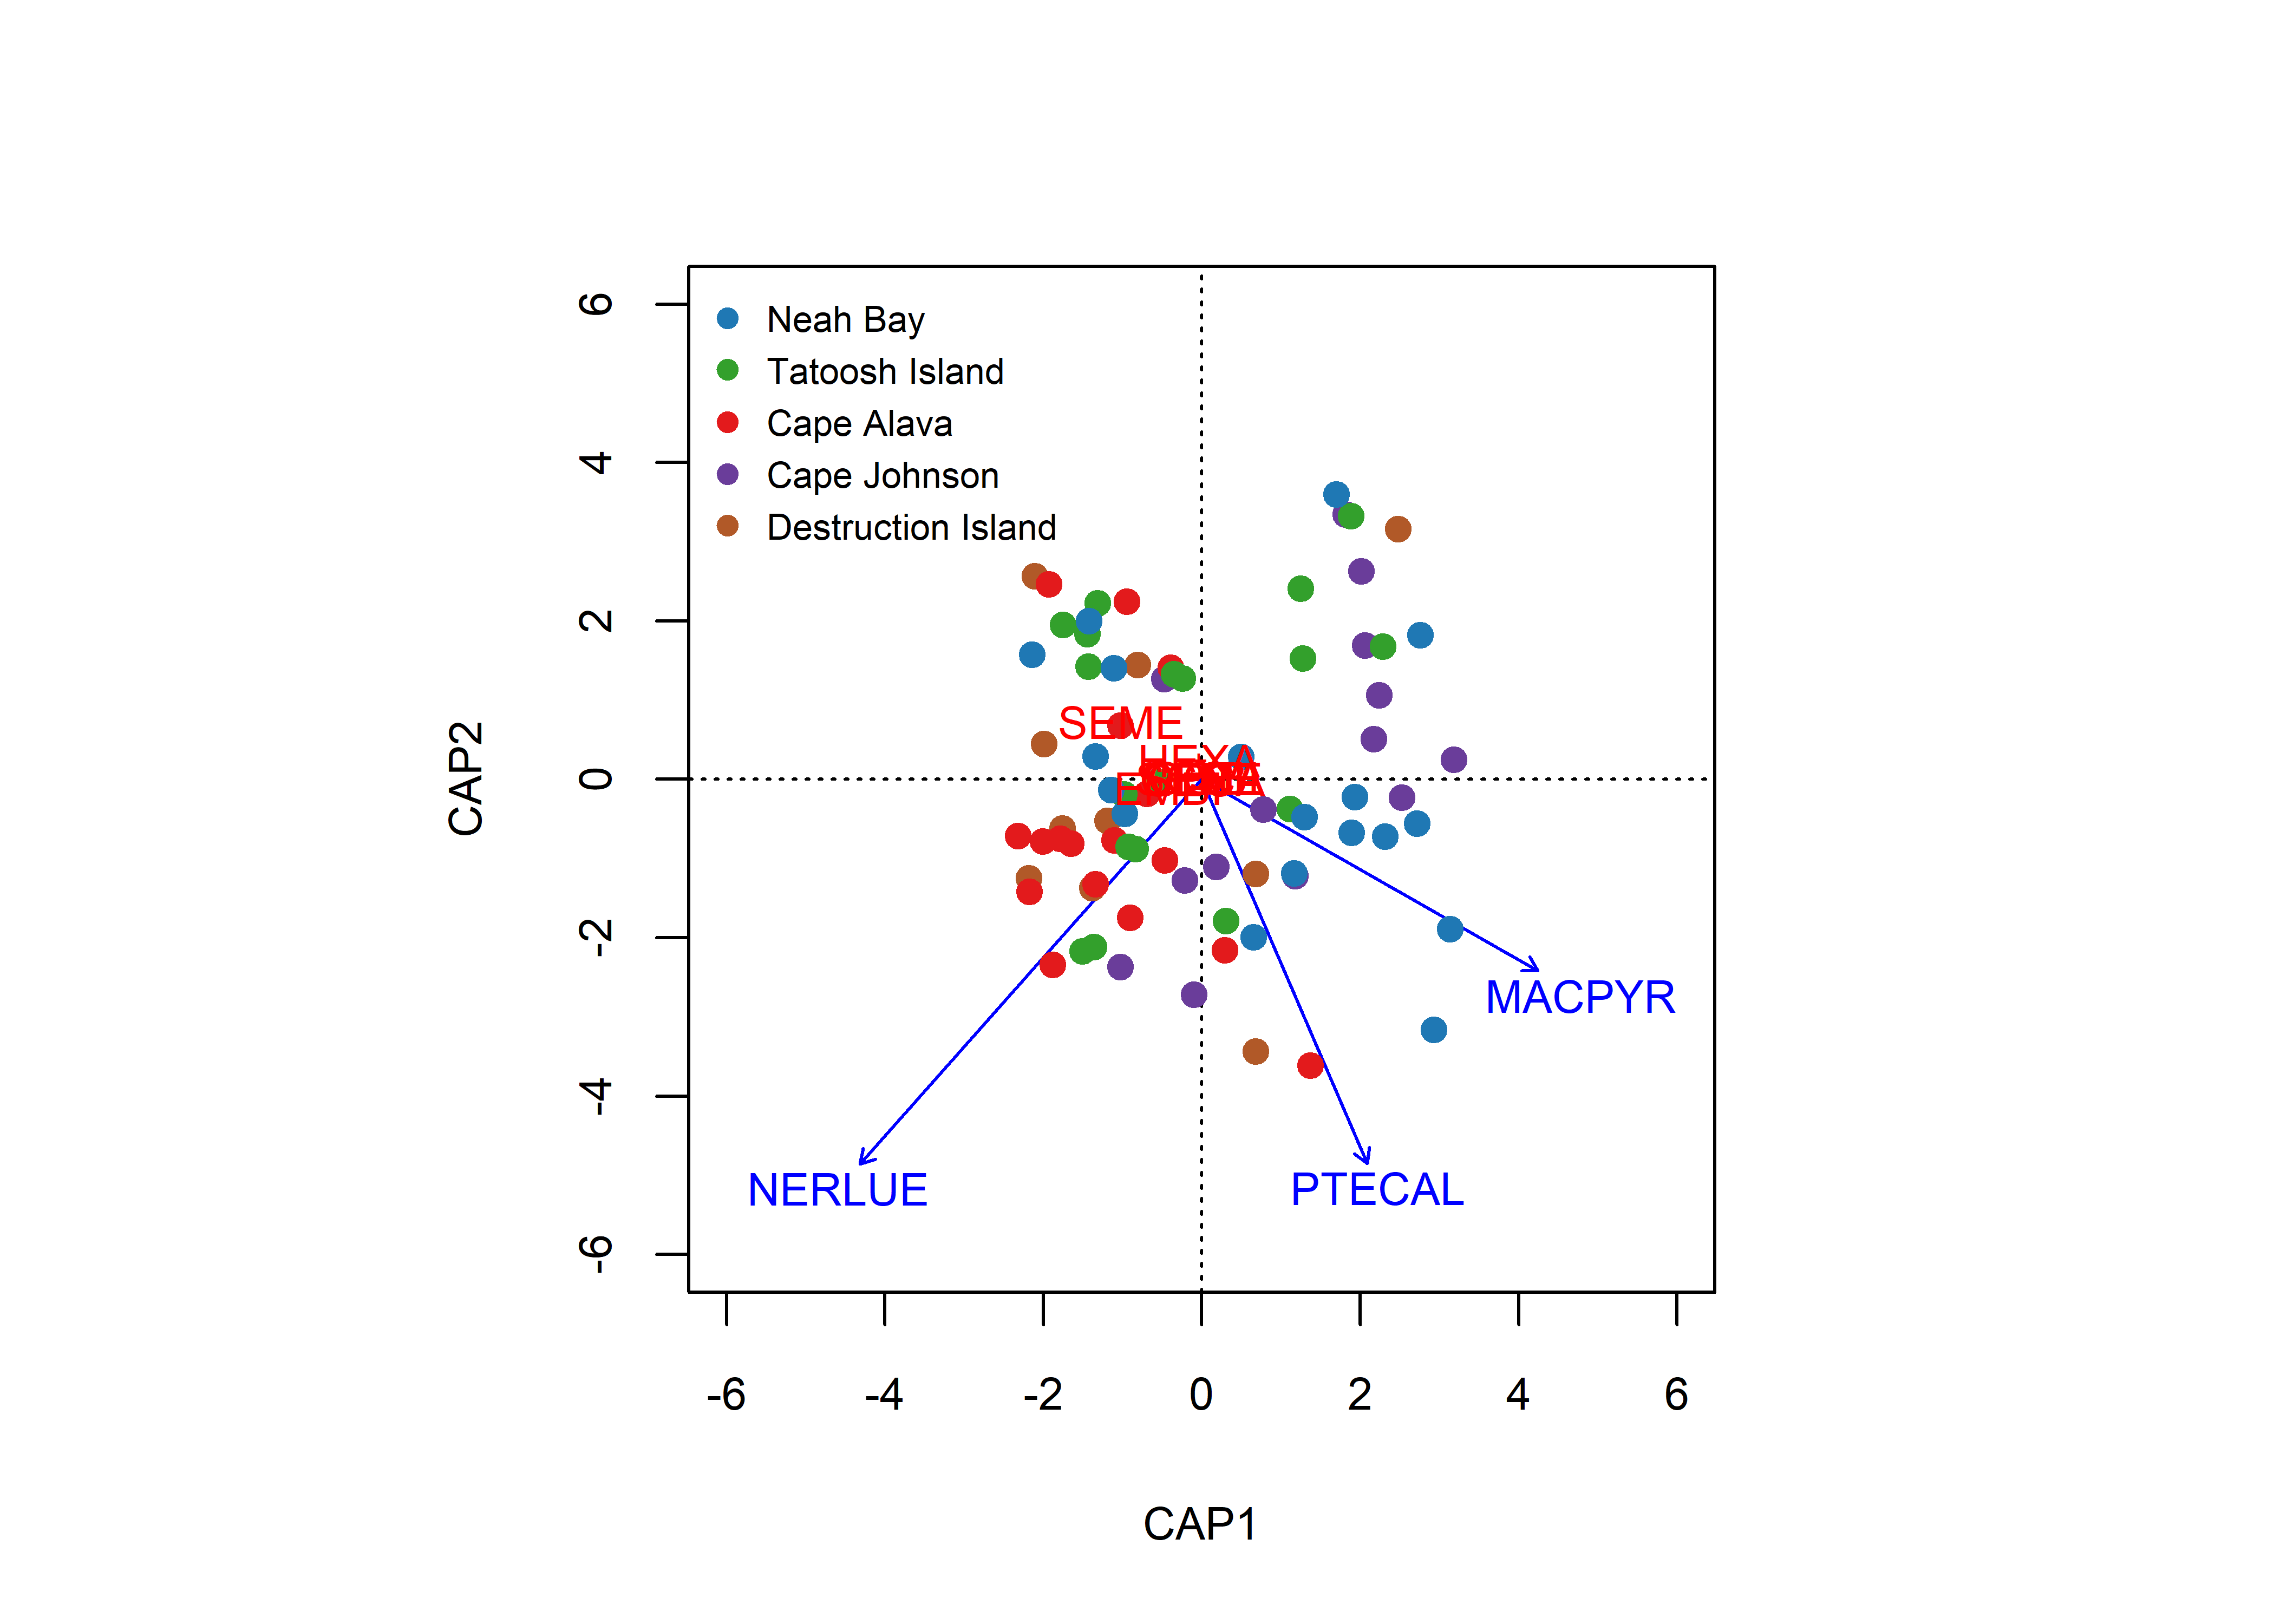 6
4
2
0
-2
-4
-6
CAP2
Neah Bay
Tatoosh Island
Cape Alava
Cape Johnson
Destruction Island
SEME
HEXA
MACPYR
NERLUE
PTECAL
-6 -4 -2 0 2 4 6
CAP1